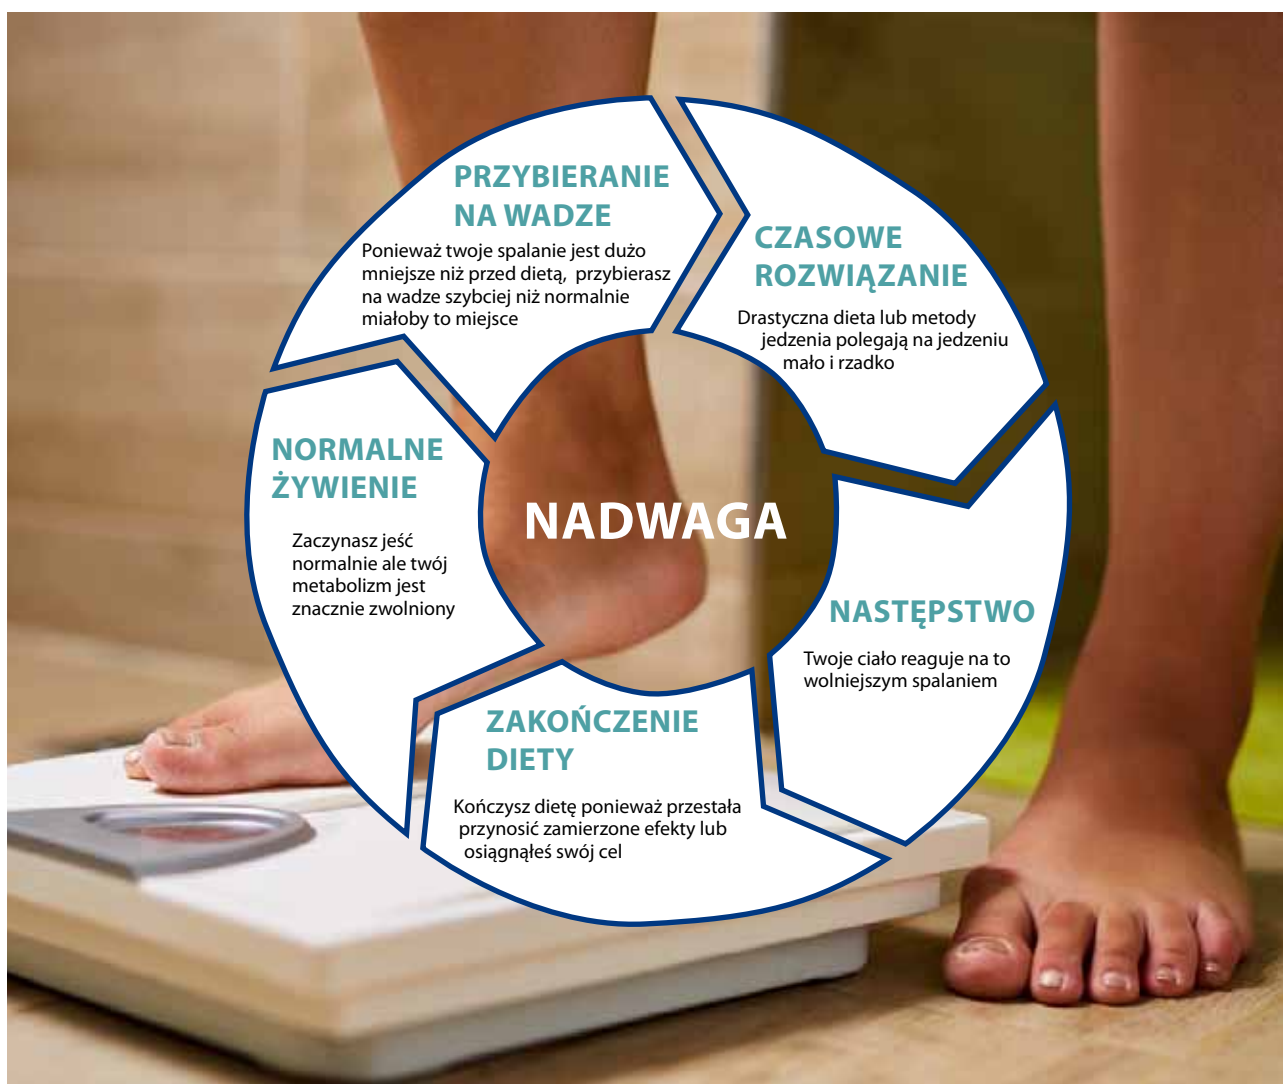 PRZYBIERANIE
NA WADZE
Ponieważ twoje spalanie jest dużo
mniejsze niż przed dietą, przybierasz
na wadze szybciej niż normalnie
miałoby to miejsce
CZASOWE
ROZWIĄZANIE
Drastyczna dieta lub metody
jedzenia polegają na jedzeniu
mało i rzadko
NASTĘPSTWO
Twoje ciało reaguje na to
wolniejszym spalaniem
ZAKOŃCZENIE
DIETY
Kończysz dietę ponieważ przestała
przynosić zamierzone efekty lub
osiągnąłeś swój cel
NORMALNE
ŻYWIENIE
Zaczynasz jeść
normalnie ale twój
metabolizm jest
znacznie zwolniony
NADWAGA